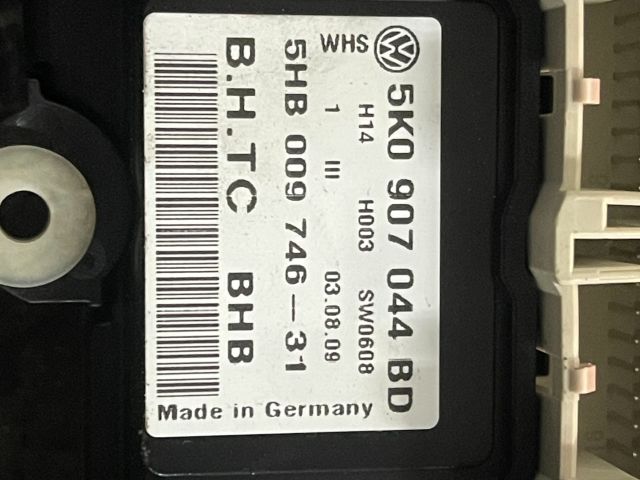 WHS 5K0 907 044 BD
H14 H003 SW0608
1 III 03.08.09
5HB 009 746-31
B.H.TC BHB
Made in Germany